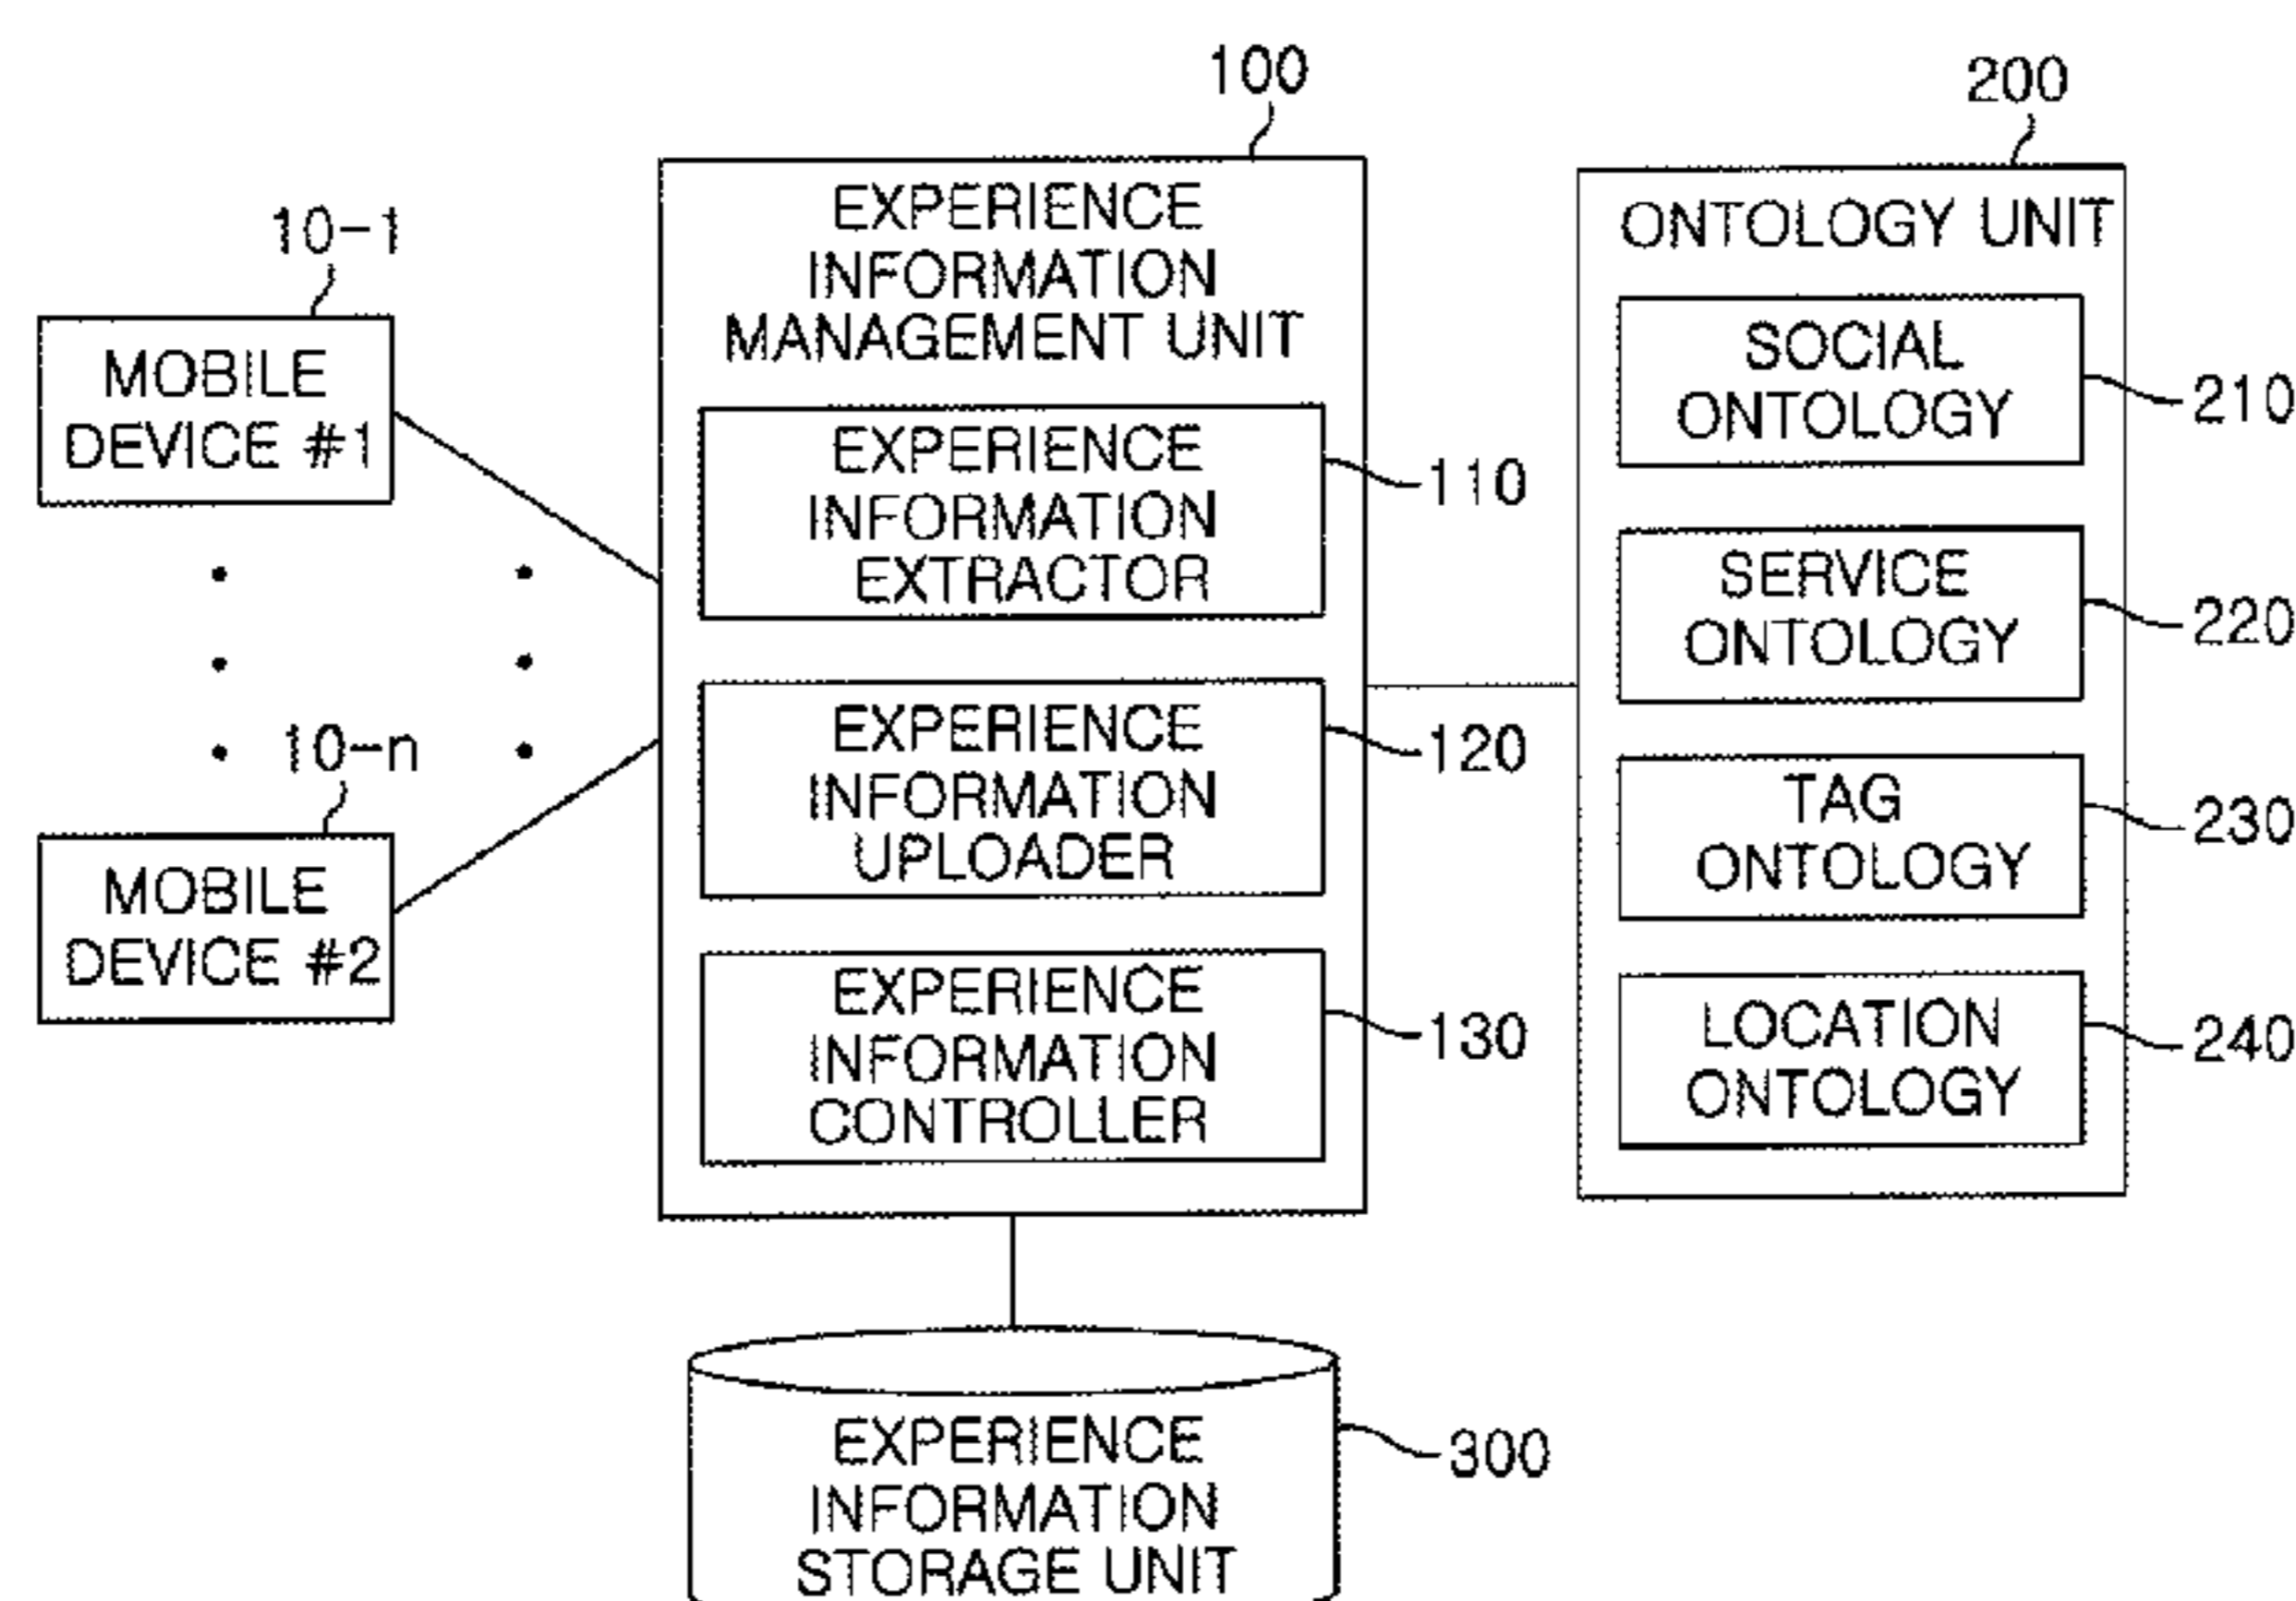 100
200
10-1
MOBILE
DEVICE #1
10-n
MOBILE
DEVICE #2
EXPERIENCE
INFORMATION
MANAGEMENT UNIT
EXPERIENCE
INFORMATION
EXTRACTOR
110
EXPERIENCE
INFORMATION
UPLOADER
120
EXPERIENCE
INFORMATION
CONTROLLER
130
ONTOLOGY UNIT
SOCIAL
ONTOLOGY
210
SERVICE
ONTOLOGY
220
TAG
ONTOLOGY
230
LOCATION
ONTOLOGY
240
EXPERIENCE
INFORMATION
STORAGE UNIT
300